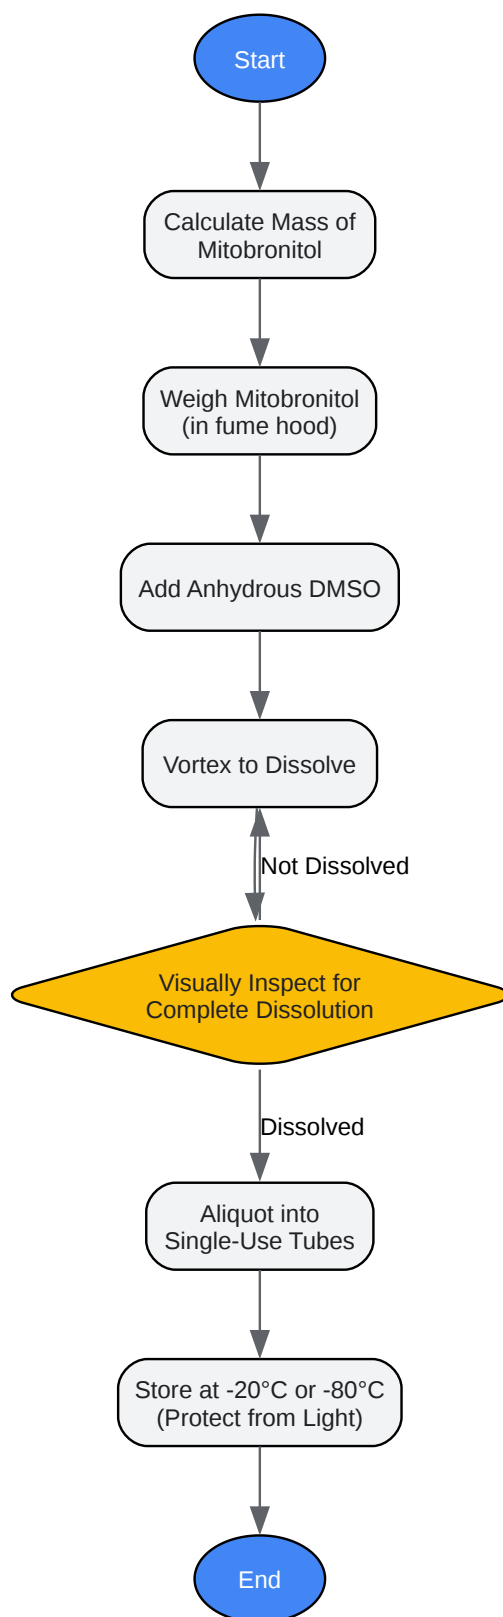 Start
Calculate Mass of
Mitobronitol
Weigh Mitobronitol
(in fume hood)
Add Anhydrous DMSO
Vortex to Dissolve
Not Dissolved
Visually Inspect for
Complete Dissolution
Dissolved
Aliquot into
Single-Use Tubes
Store at -20°C or -80°C
(Protect from Light)
End